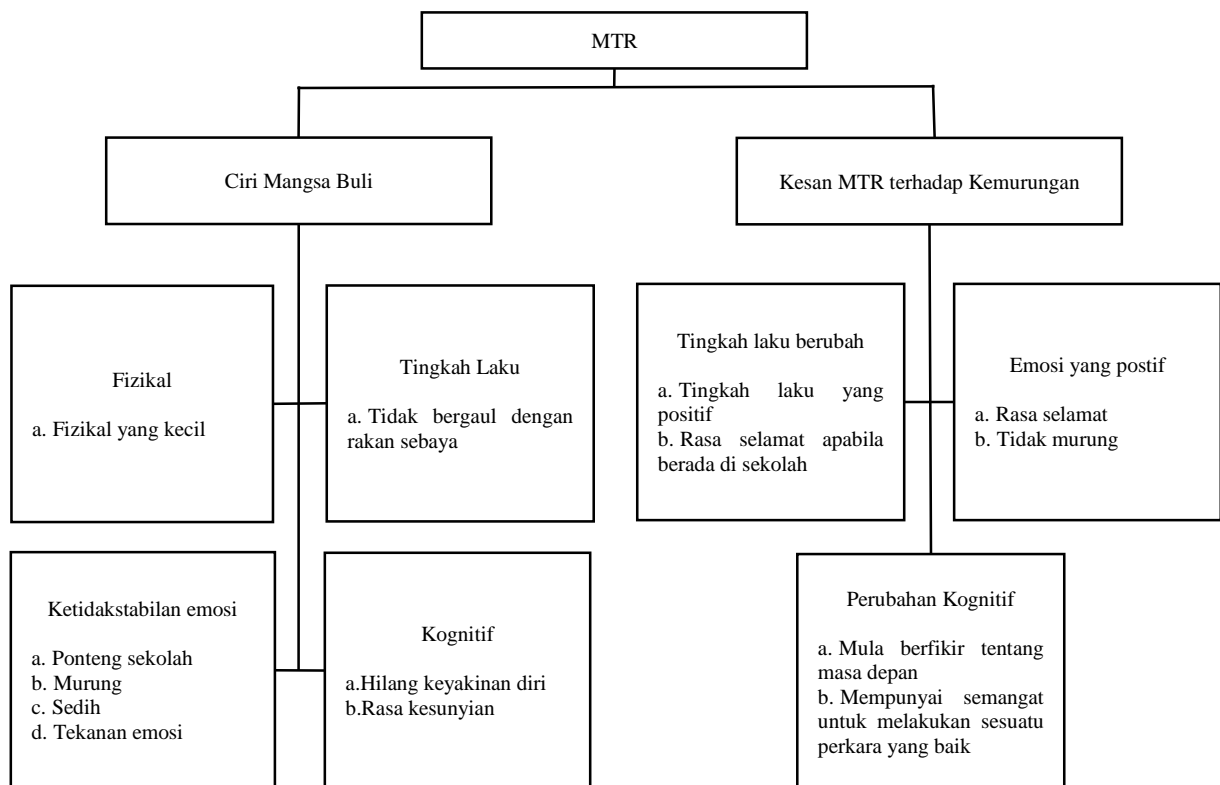 MTR
Ciri Mangsa Buli
Kesan MTR terhadap Kemurungan
Fizikal
a. Fizikal yang kecil
Tingkah Laku
a. Tidak bergaul dengan
rakan sebaya
Tingkah laku berubah
a. Tingkah laku yang
positif
b. Rasa selamat apabila
berada di sekolah
Emosi yang postif
a. Rasa selamat
b. Tidak murung
Ketidakstabilan emosi
a. Ponteng sekolah
b. Murung
c. Sedih
d. Tekanan emosi
Kognitif
a.Hilang keyakinan diri
b.Rasa kesunyian
Perubahan Kognitif
a. Mula berfikir tentang
masa depan
b. Mempunyai semangat
untuk melakukan sesuatu
perkara yang baik